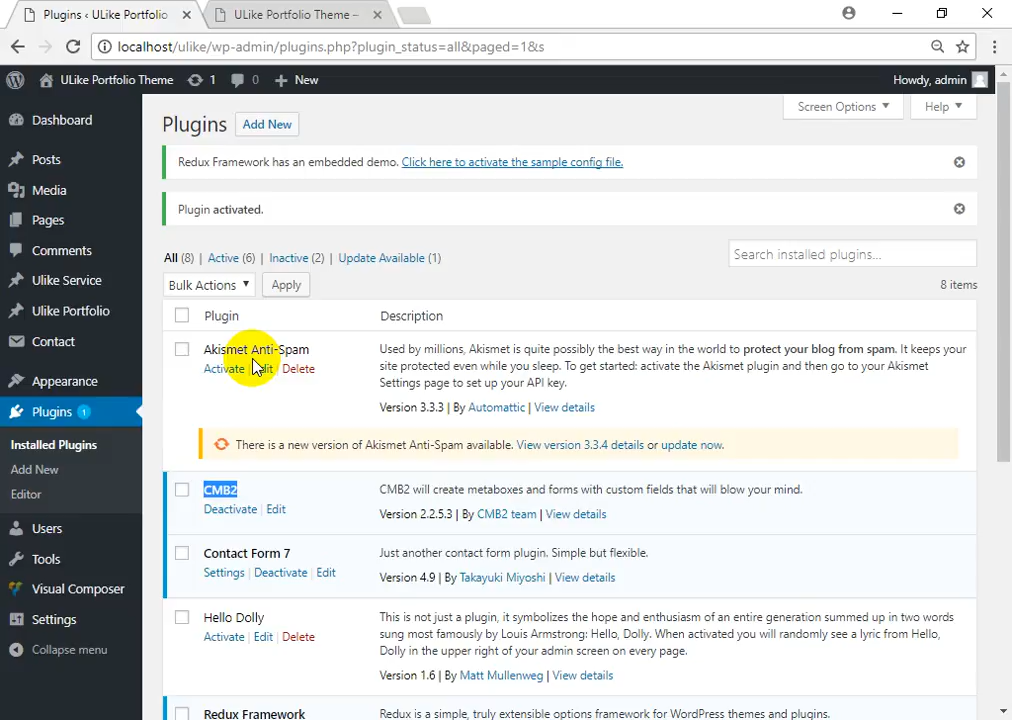 Plugins ‹ ULike Portfolio
ULike Portfolio Theme –
localhost/ulike/wp-admin/plugins.php?plugin_status=all&paged=1&s
ULike Portfolio Theme 1 0 New
Howdy, admin
Dashboard
Posts
Media
Pages
Comments
Ulike Service
Ulike Portfolio
Contact
Appearance
Plugins 1
Installed Plugins
Add New
Editor
Users
Tools
Visual Composer
Settings
Collapse menu
Screen Options
Help
Plugins Add New
Redux Framework has an embedded demo. Click here to activate the sample config file.
Plugin activated.
All (8) | Active (6) | Inactive (2) | Update Available (1)
Search installed plugins...
Bulk Actions Apply
8 items
Plugin Description
Akismet Anti-Spam
Activate | Edit | Delete
Used by millions, Akismet is quite possibly the best way in the world to protect your blog from spam. It keeps your
site protected even while you sleep. To get started: activate the Akismet plugin and then go to your Akismet
Settings page to set up your API key.
Version 3.3.3 | By Automattic | View details
There is a new version of Akismet Anti-Spam available. View version 3.3.4 details or update now.
CMB2
Deactivate | Edit
CMB2 will create metaboxes and forms with custom fields that will blow your mind.
Version 2.2.5.3 | By CMB2 team | View details
Contact Form 7
Settings | Deactivate | Edit
Just another contact form plugin. Simple but flexible.
Version 4.9 | By Takayuki Miyoshi | View details
Hello Dolly
Activate | Edit | Delete
This is not just a plugin, it symbolizes the hope and enthusiasm of an entire generation summed up in two words
sung most famously by Louis Armstrong: Hello, Dolly. When activated you will randomly see a lyric from Hello,
Dolly in the upper right of your admin screen on every page.
Version 1.6 | By Matt Mullenweg | View details
Redux Framework
Redux is a simple, truly extensible options framework for WordPress themes and plugins.